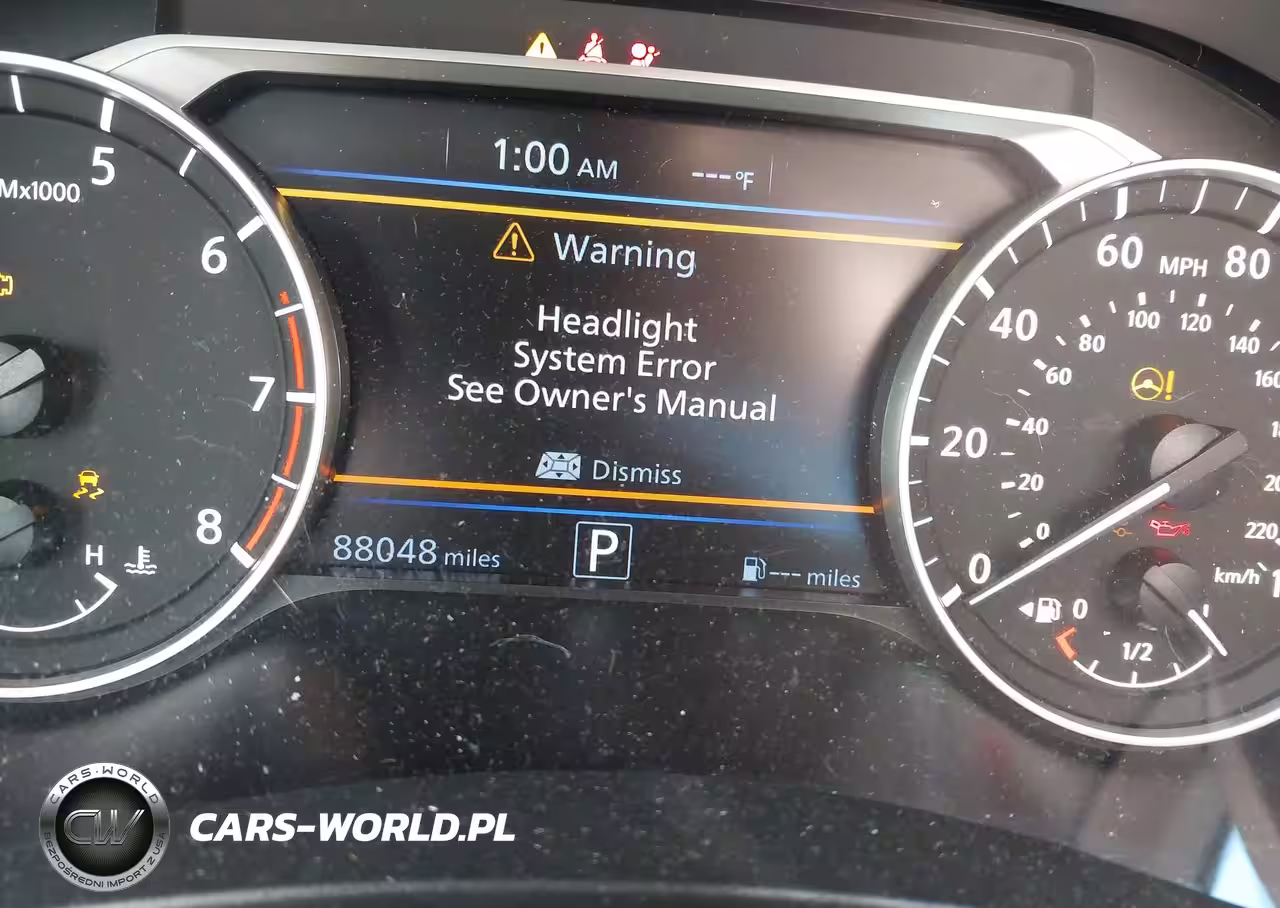 1:00 AM
---°F
Mx1000
5
6
7
8
H
Warning
Headlight
System Error
See Owner's Manual
Dismiss
88048 miles
P
--- miles
0
20
40
60
80
MPH
0
20
40
60
80
100
120
140
220
km/h
0
1/2
CARS-WORLD
CW
BEZPOŚREDNI IMPORT Z USA
CARS-WORLD.PL